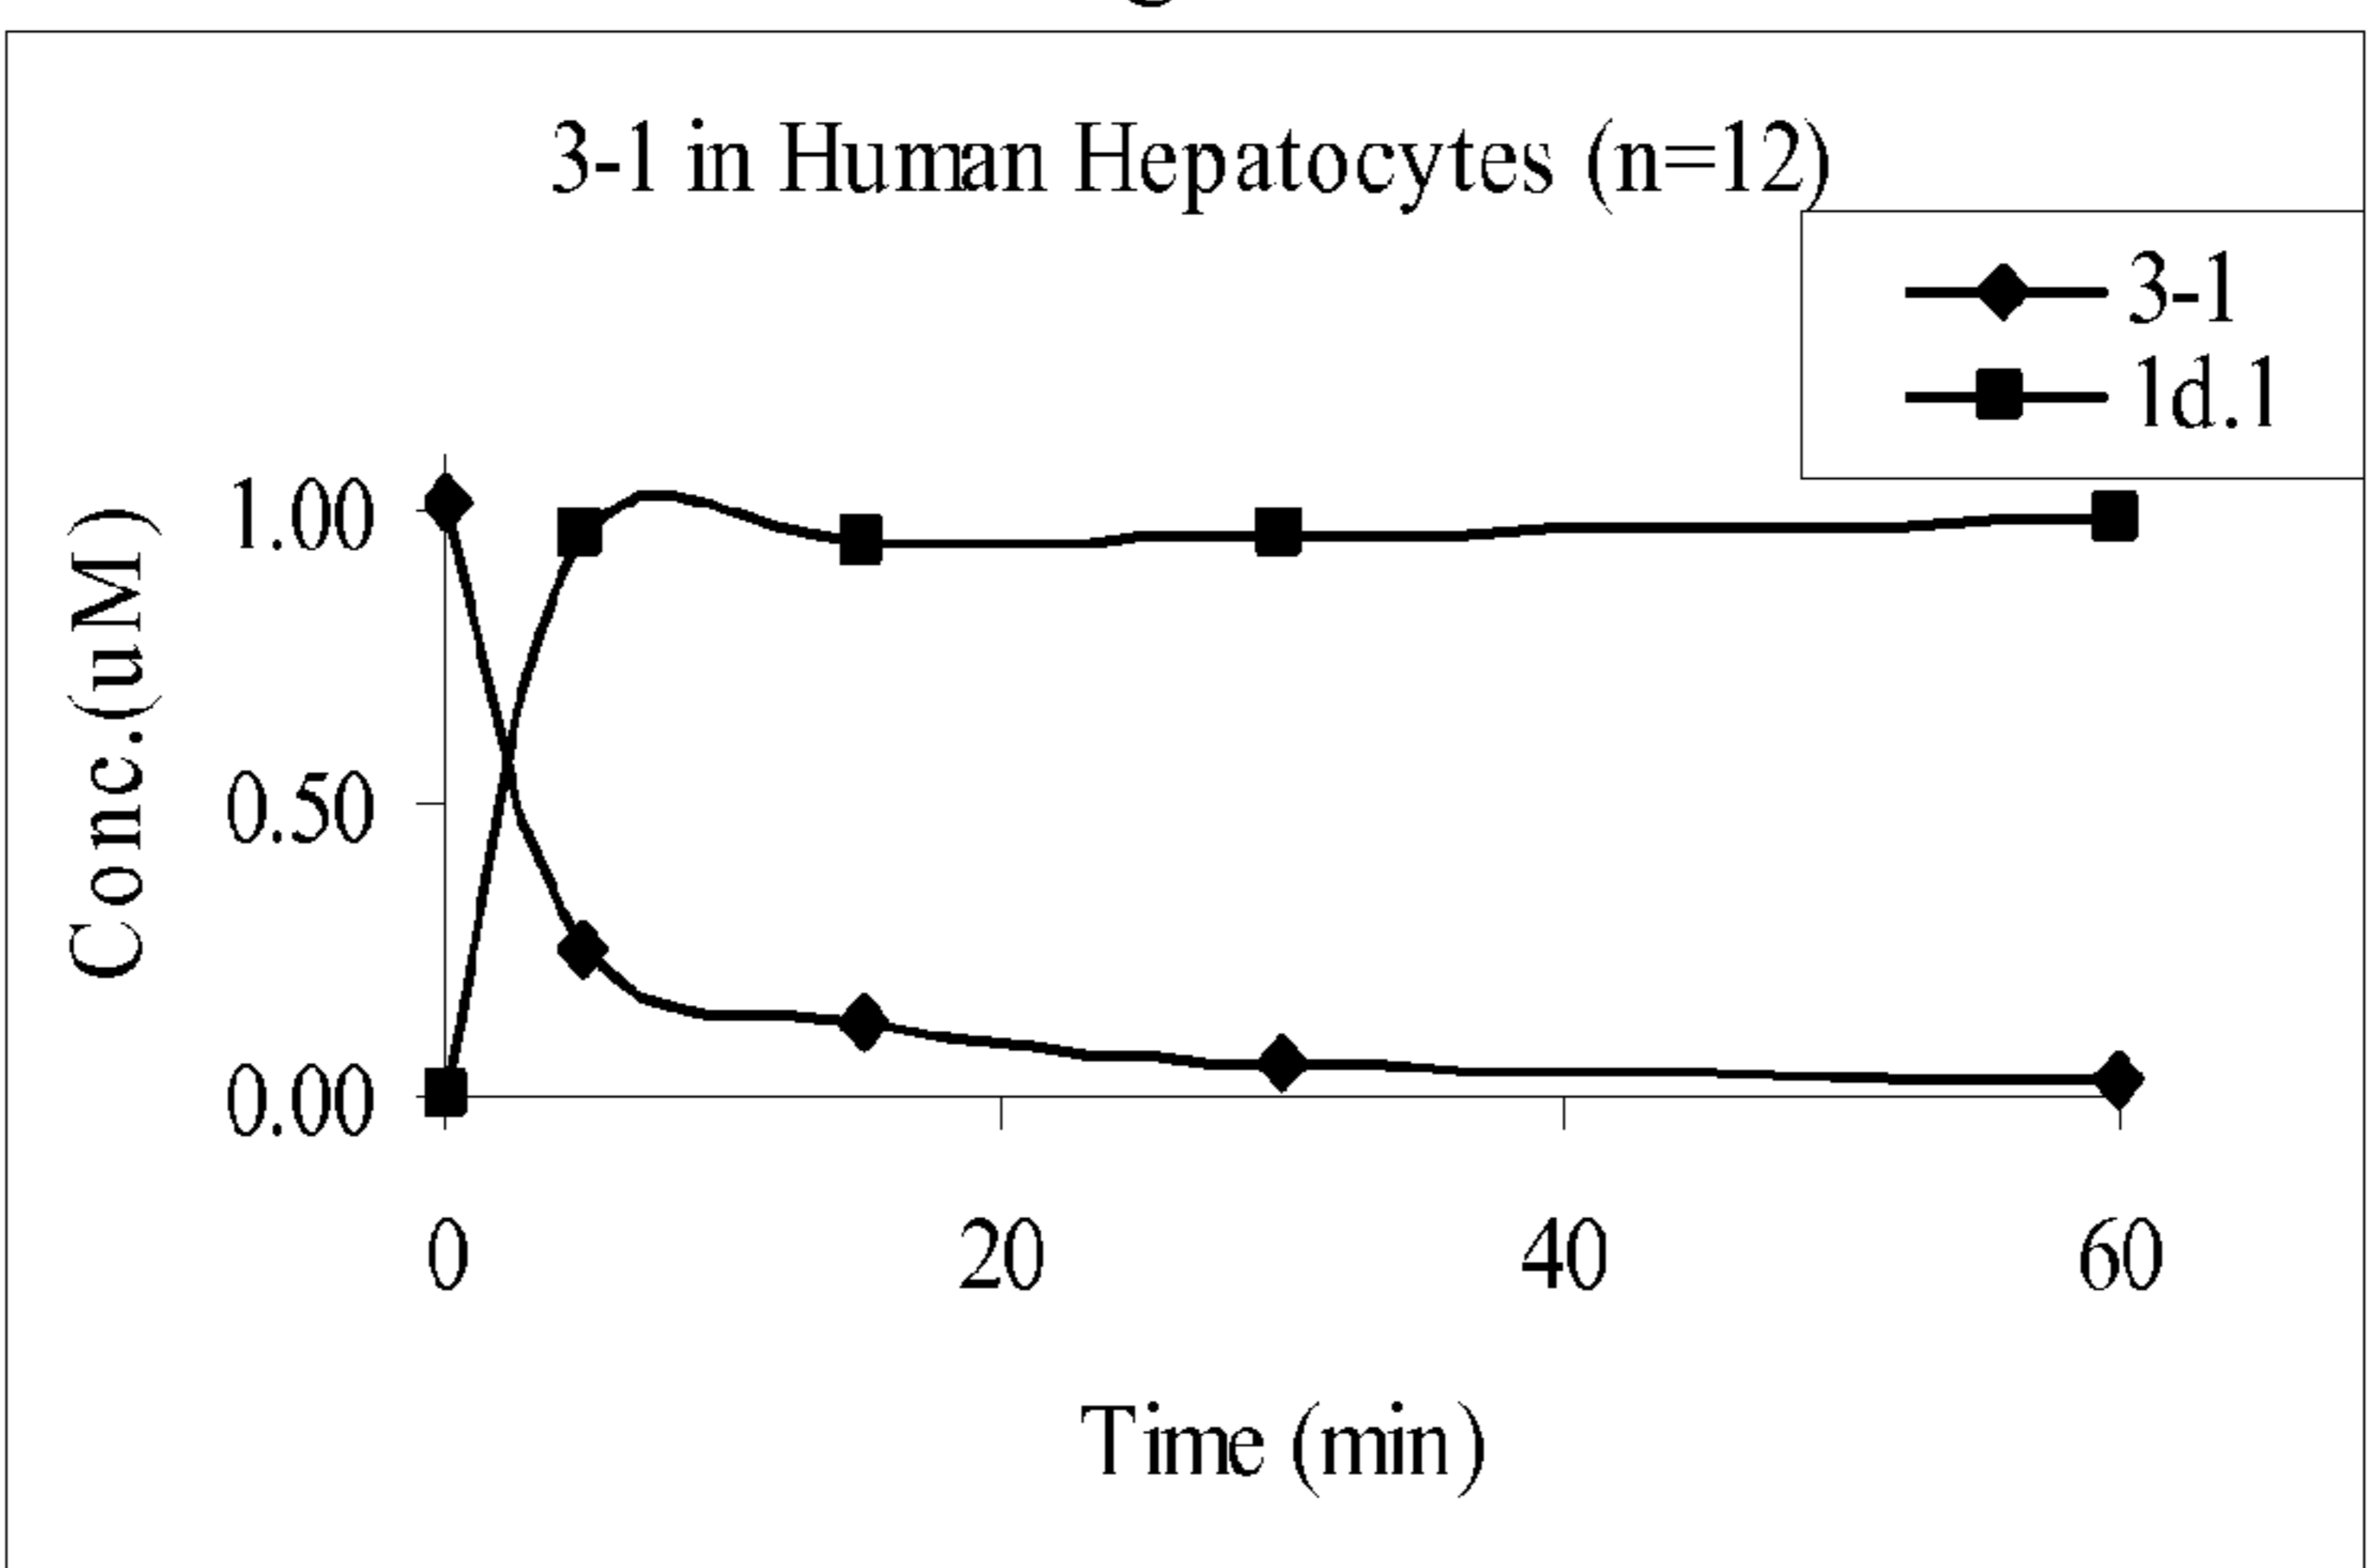 3-1 in Human Hepatocytes (n=12)
3-1
1d.1
Conc.(uM)
1.00
0.50
0.00
0 20 40 60
Time (min)